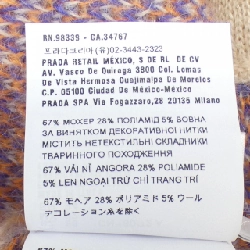 RN.98339 - CA.34767
프라다코리아(유)02-3443-2323
PRADA RETAIL MÉXICO, S DE RL DE CV
AV. Vasco De Quiroga 3800 Col. Lomas
De Vista Hermosa Cuajimalpa De Morelos
C.P. 05100 Ciudad De México-México
PRADA SPA Via Fogazzaro,28 20135 Milano
67% МОХЕР 28% ПОЛІАМІД 5% ВОВНА
ЗА ВИНЯТКОМ ДЕКОРАТИВНОЇ НИТКИ
МІСТИТЬ НЕТЕКСТИЛЬНІ СКЛАДНИКИ
ТВАРИННОГО ПОХОДЖЕННЯ
67% VẢI NỈ ANGORA 28% POLIAMIDE
5% LEN NGOẠI TRỪ CHỈ TRANG TRÍ
67% モヘア 28% ポリアミド 5% ウール
デコレーション糸を除く